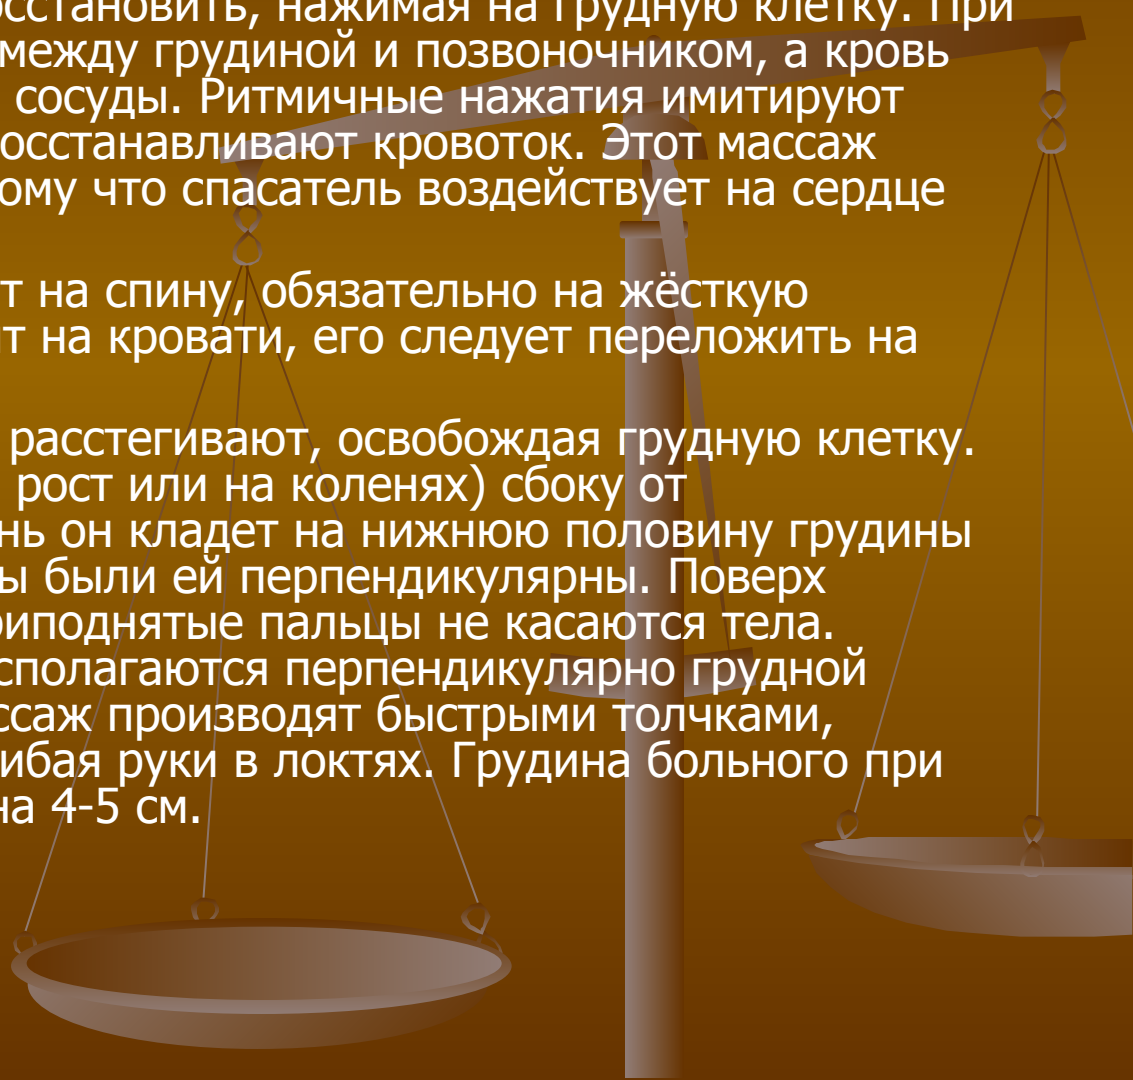 осстановить, нажимая на грудную клетку. При
между грудиной и позвоночником, а кровь
сосуды. Ритмичные нажатия имитируют
осстанавливают кровоток. Этот массаж
ому что спасатель воздействует на сердце
т на спину, обязательно на жёсткую
ит на кровати, его следует переложить на
расстегивают, освобождая грудную клетку.
рост или на коленях) сбоку от
нь он кладет на нижнюю половину грудины
ы были ей перпендикулярны. Поверх
риподнятые пальцы не касаются тела.
сполагаются перпендикулярно грудной
ссаж производят быстрыми толчками,
ибая руки в локтях. Грудина больного при
на 4-5 см.